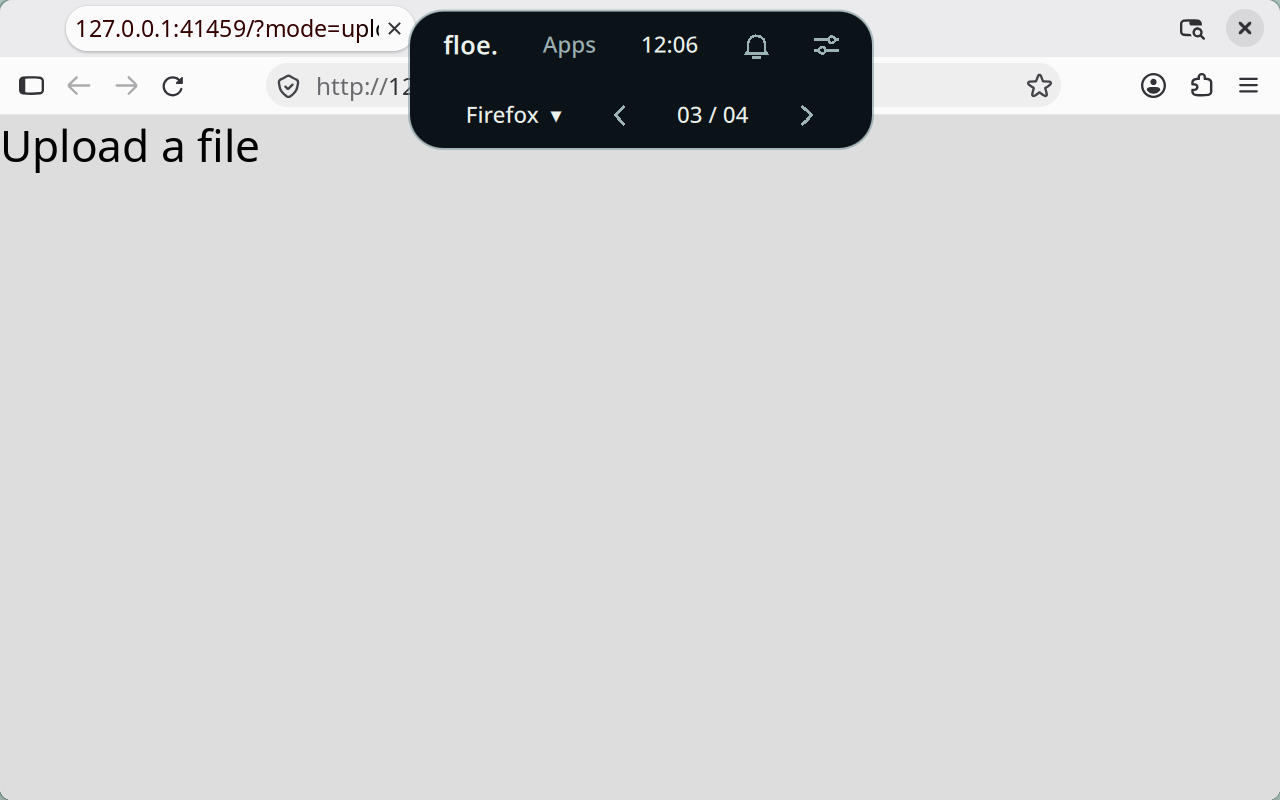 127.0.0.1:41459/?mode=upl
floe. Apps 12:06
http://12
Firefox ▾ 03 / 04
Upload a file